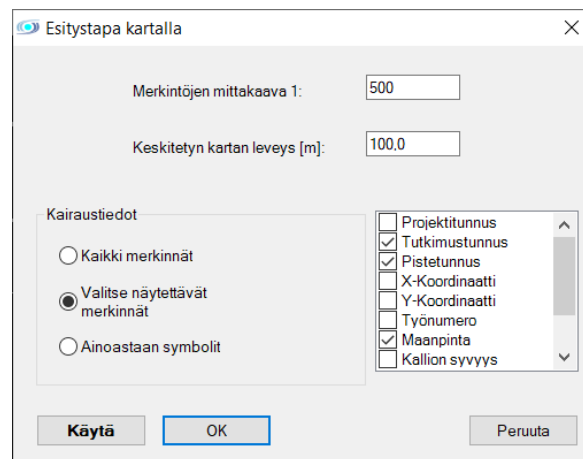 Esitystapa kartalla
Merkintöjen mittakaava 1:
500
Keskitetyn kartan leveys [m]:
100,0
Kairaustiedot
Kaikki merkinnät
Valitse näytettävät
merkinnät
Ainoastaan symbolit
Projektitunnus
Tutkimustunnus
Pistetunnus
X-Koordinaatti
Y-Koordinaatti
Työnumero
Maanpinta
Kallion syvyys
Käytä
OK
Peruuta